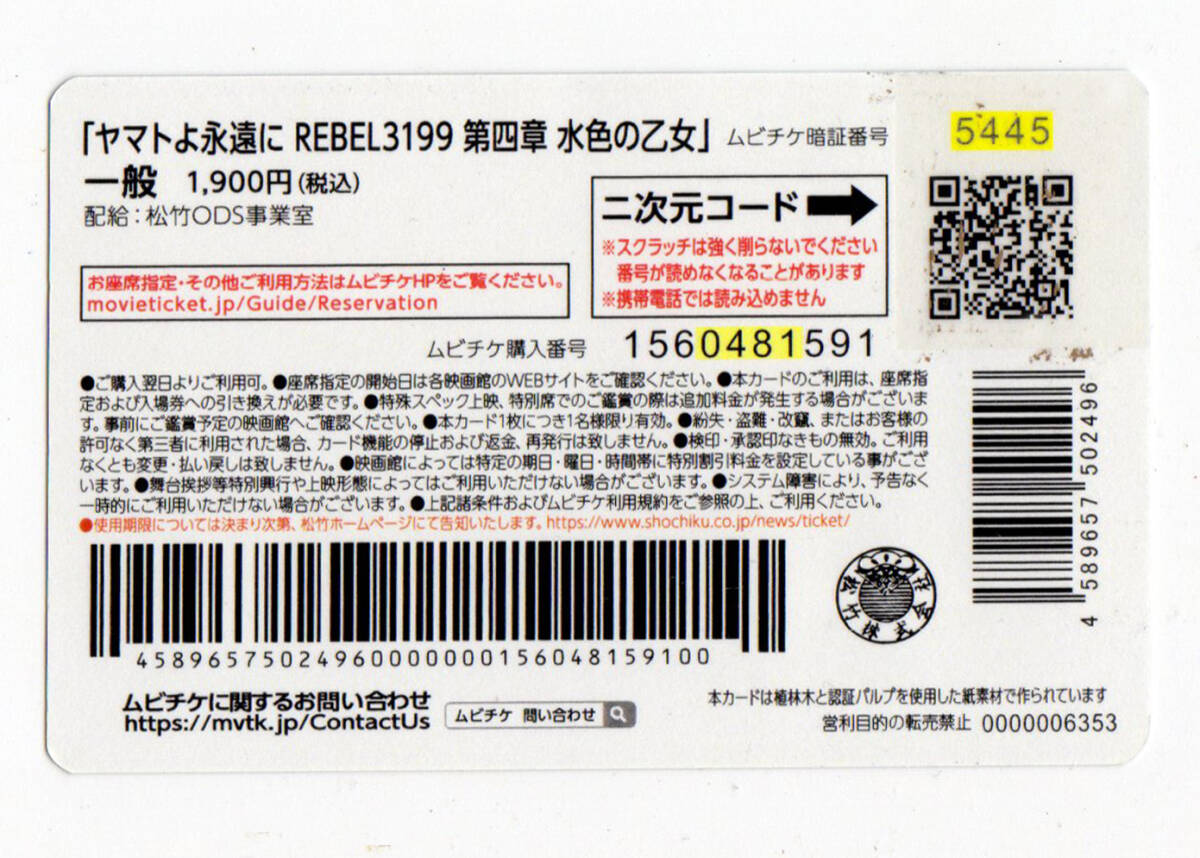 「ヤマトよ永遠に REBEL3199 第四章 水色の乙女」 ムビチケ暗証番号 5445
一般 1,900円(税込)
配給:松竹ODS事業室
二次元コード
※スクラッチは強く削らないでください
番号が読めなくなることがあります
※携帯電話では読み込めません
お座席指定・その他ご利用方法はムビチケHPをご覧ください。
movieticket.jp/Guide/Reservation
ムビチケ購入番号 1560481591
●ご購入翌日よりご利用可。●座席指定の開始日は各映画館のWEBサイトをご確認ください。●本カードのご利用は、座席指
定および入場券への引き換えが必要です。●特殊スペック上映、特別席でのご鑑賞の際は追加料金が発生する場合がございま
す。事前にご鑑賞予定の映画館へご確認ください。●本カード1枚につき1名様限り有効。●紛失・盗難・改竄、またはお客様の
許可なく第三者に利用された場合、カード機能の停止および返金、再発行は致しません。●検印・承認印なきもの無効。ご利用
なくとも変更・払い戻しは致しません。●映画館によっては特定の期日・曜日・時間帯に特別割引料金を設定している事がござ
います。●舞台挨拶等特別興行や上映形態によってはご利用いただけない場合がございます。●システム障害により、予告なく
一時的にご利用いただけない場合がございます。●上記諸条件およびムビチケ利用規約をご参照の上、ご利用ください。
●使用期限については決まり次第、松竹ホームページにて告知いたします。https://www.shochiku.co.jp/news/ticket/
4 589657 502496
458965750249600000001560481591​00
松竹株式会社
ムビチケに関するお問い合わせ
https://mvtk.jp/ContactUs
ムビチケ 問い合わせ
本カードは植林木と認証パルプを使用した紙素材で作られています
営利目的の転売禁止 0000006353